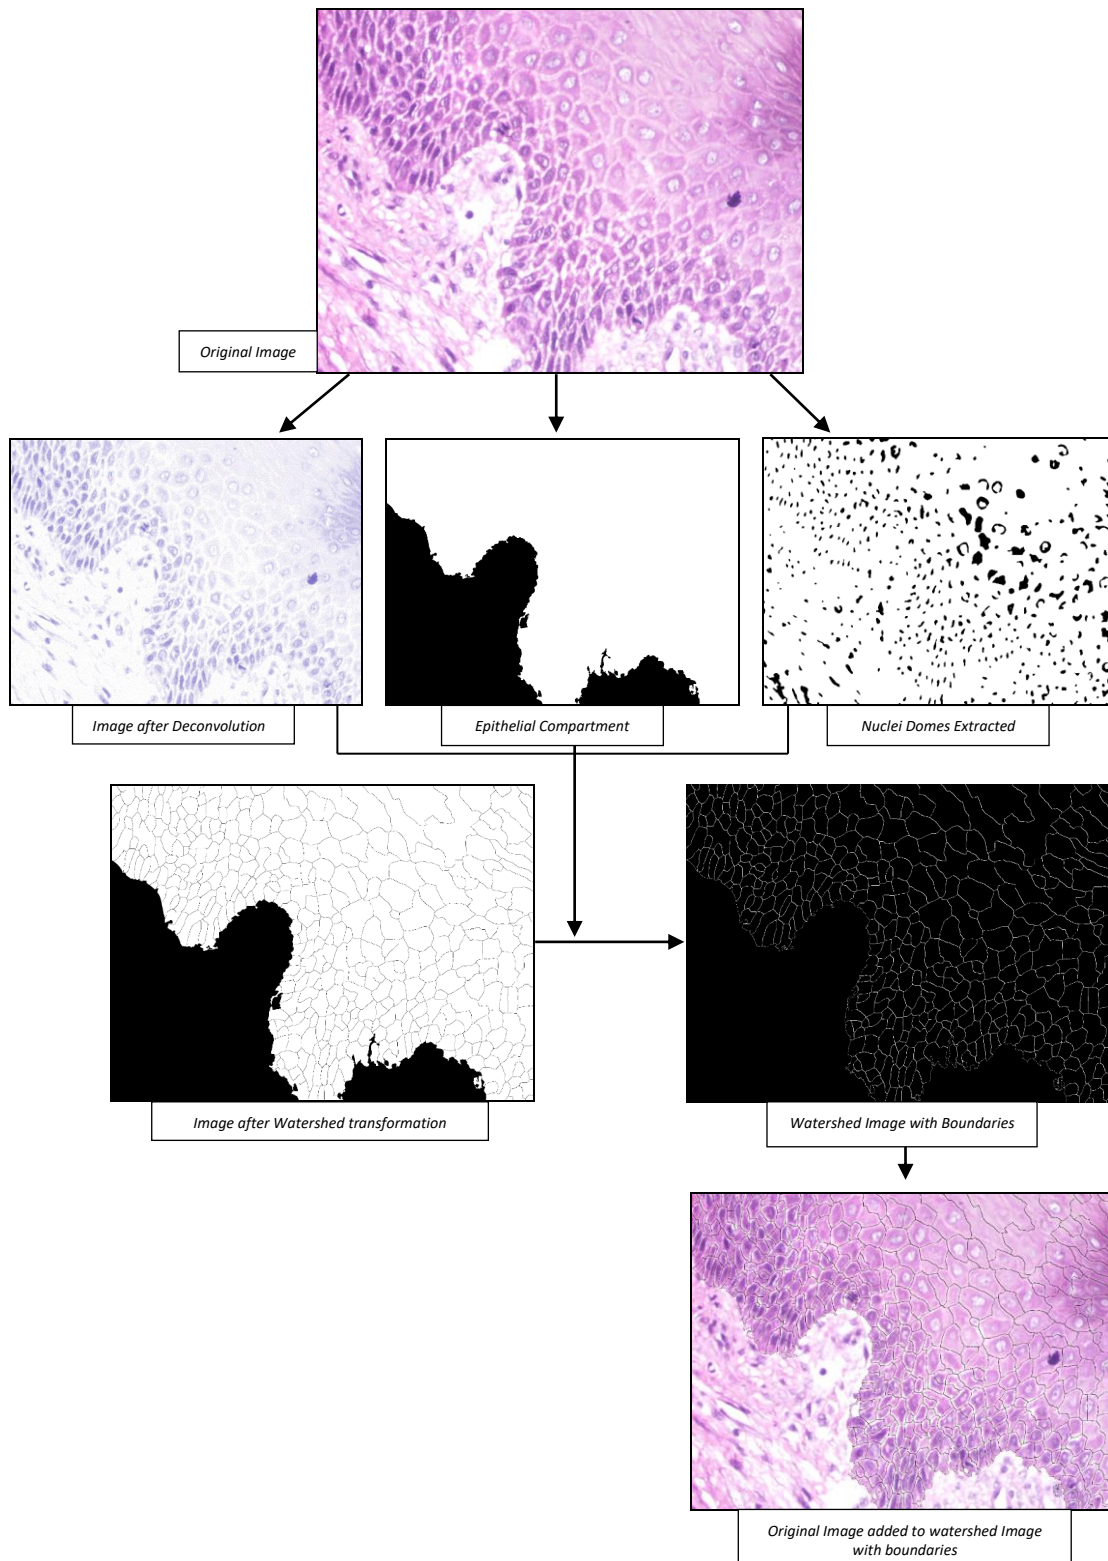 Original Image
Image after Deconvolution
Epithelial Compartment
Nuclei Domes Extracted
Image after Watershed transformation
Watershed Image with Boundaries
Original Image added to watershed Image
with boundaries